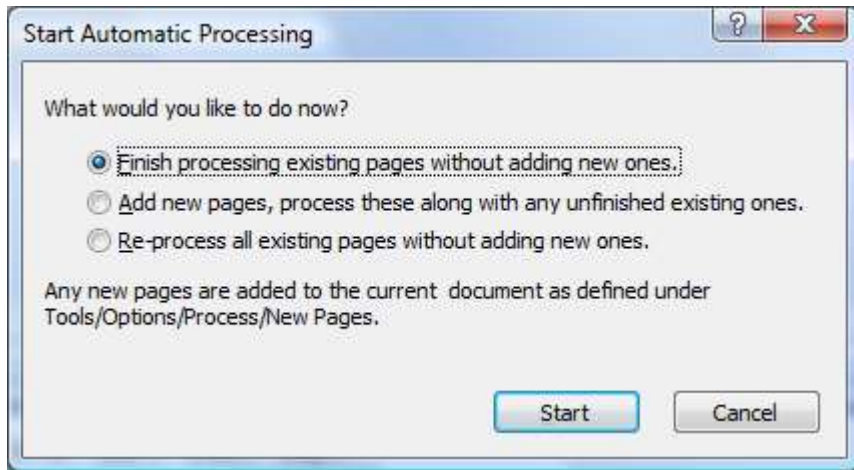 Start Automatic Processing
?
What would you like to do now?
Finish processing existing pages without adding new ones.
Add new pages, process these along with any unfinished existing ones.
Re-process all existing pages without adding new ones.
Any new pages are added to the current document as defined under
Tools/Options/Process/New Pages.
Start Cancel